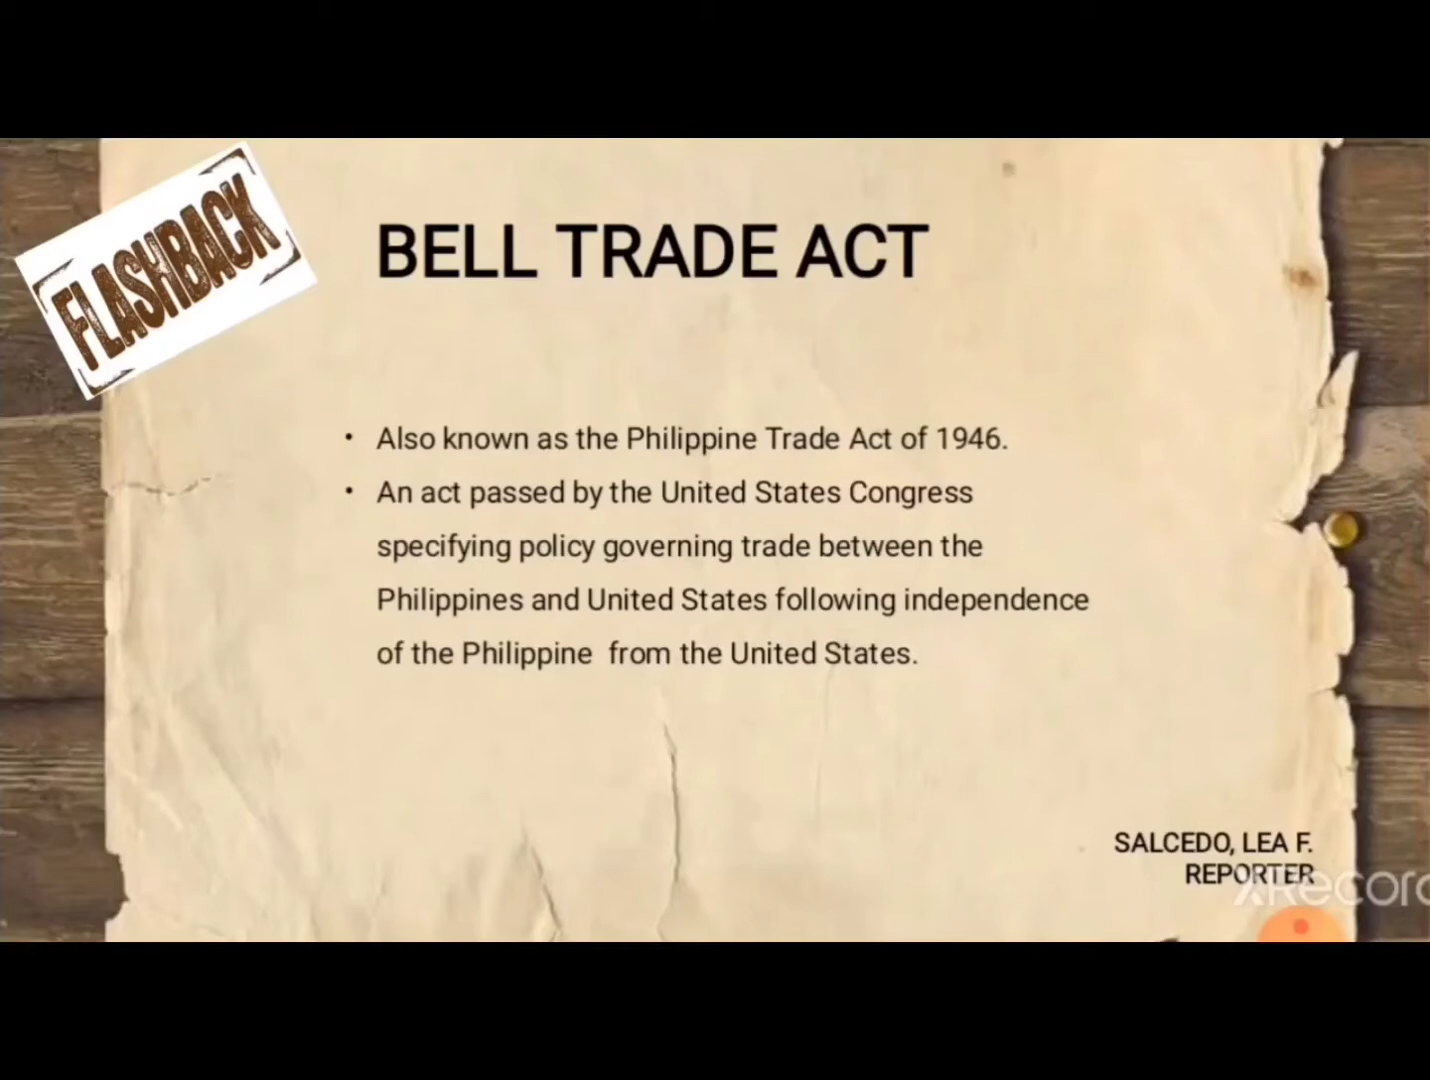 FLASHBACK
BELL TRADE ACT
• Also known as the Philippine Trade Act of 1946.
• An act passed by the United States Congress
specifying policy governing trade between the
Philippines and United States following independence
of the Philippine from the United States.
SALCEDO, LEA F.
REPORTER
XRecord